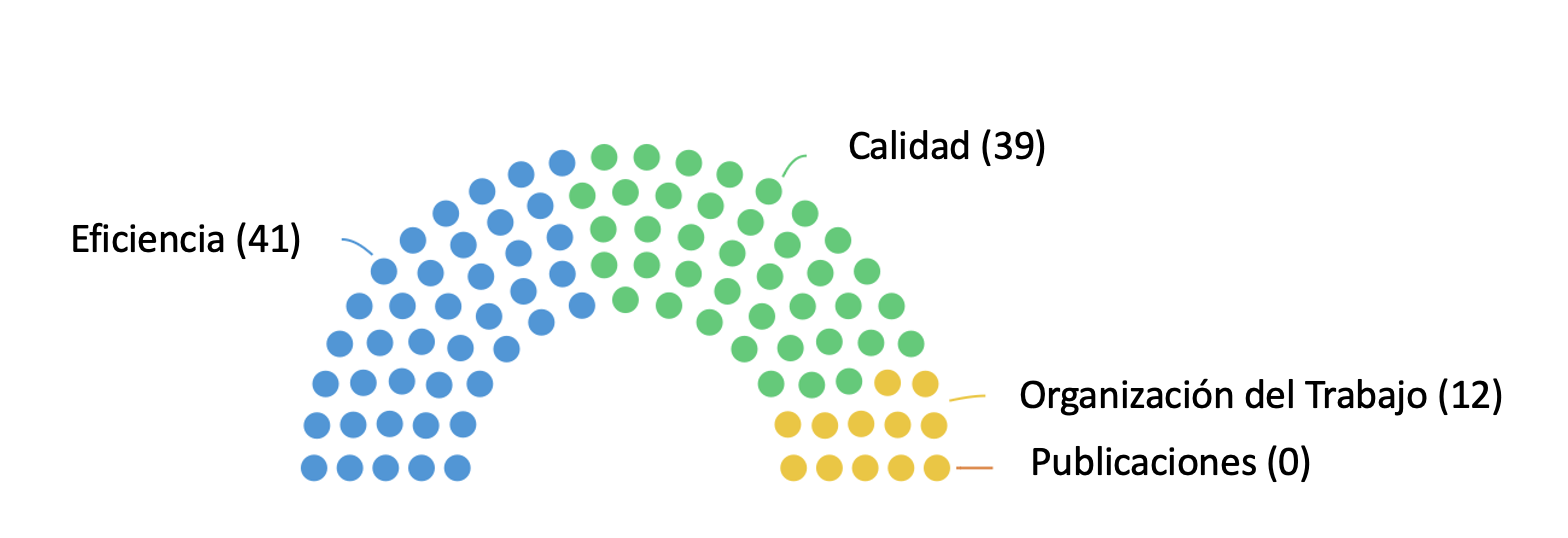 Calidad (39)
Eficiencia (41)
Organización del Trabajo (12)
Publicaciones (0)